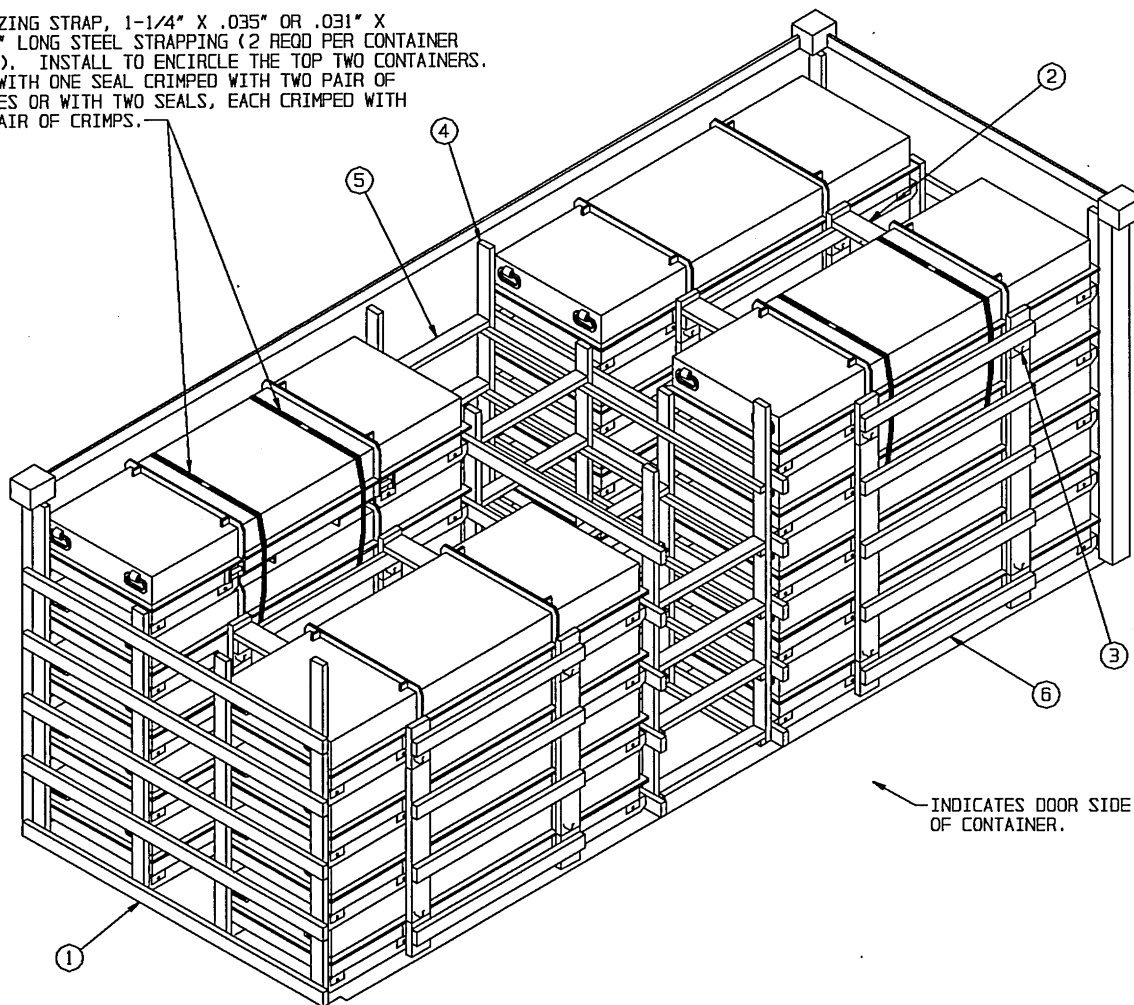 ZING STRAP, 1-1/4" X .035" OR .031" X
" LONG STEEL STRAPPING (2 REQD PER CONTAINER
). INSTALL TO ENCIRCLE THE TOP TWO CONTAINERS.
WITH ONE SEAL CRIMPED WITH TWO PAIR OF
ES OR WITH TWO SEALS, EACH CRIMPED WITH
AIR OF CRIMPS.
2
4
5
3
6
INDICATES DOOR SIDE
OF CONTAINER.
1